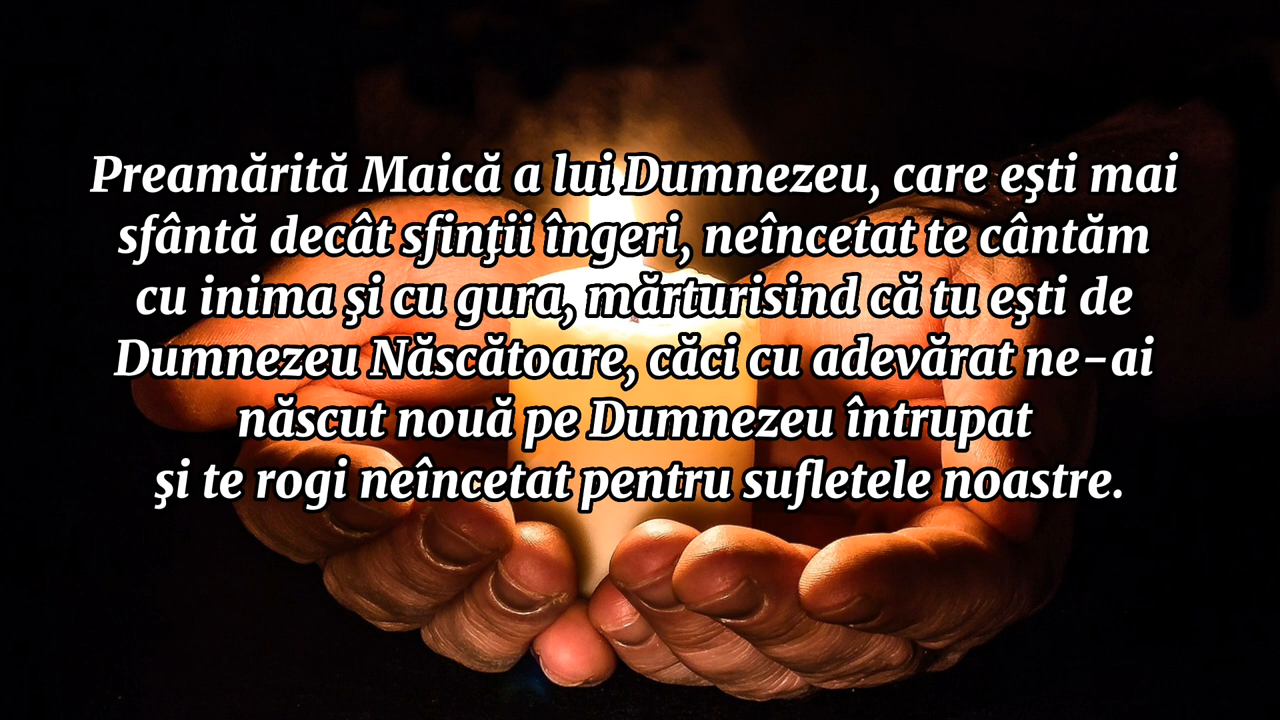 Preamărită Maică a lui Dumnezeu, care eşti mai
sfântă decât sfinţii îngeri, neîncetat te cântăm
cu inima şi cu gura, mărturisind că tu eşti de
Dumnezeu Născătoare, căci cu adevărat ne-ai
născut nouă pe Dumnezeu întrupat
şi te rogi neîncetat pentru sufletele noastre.